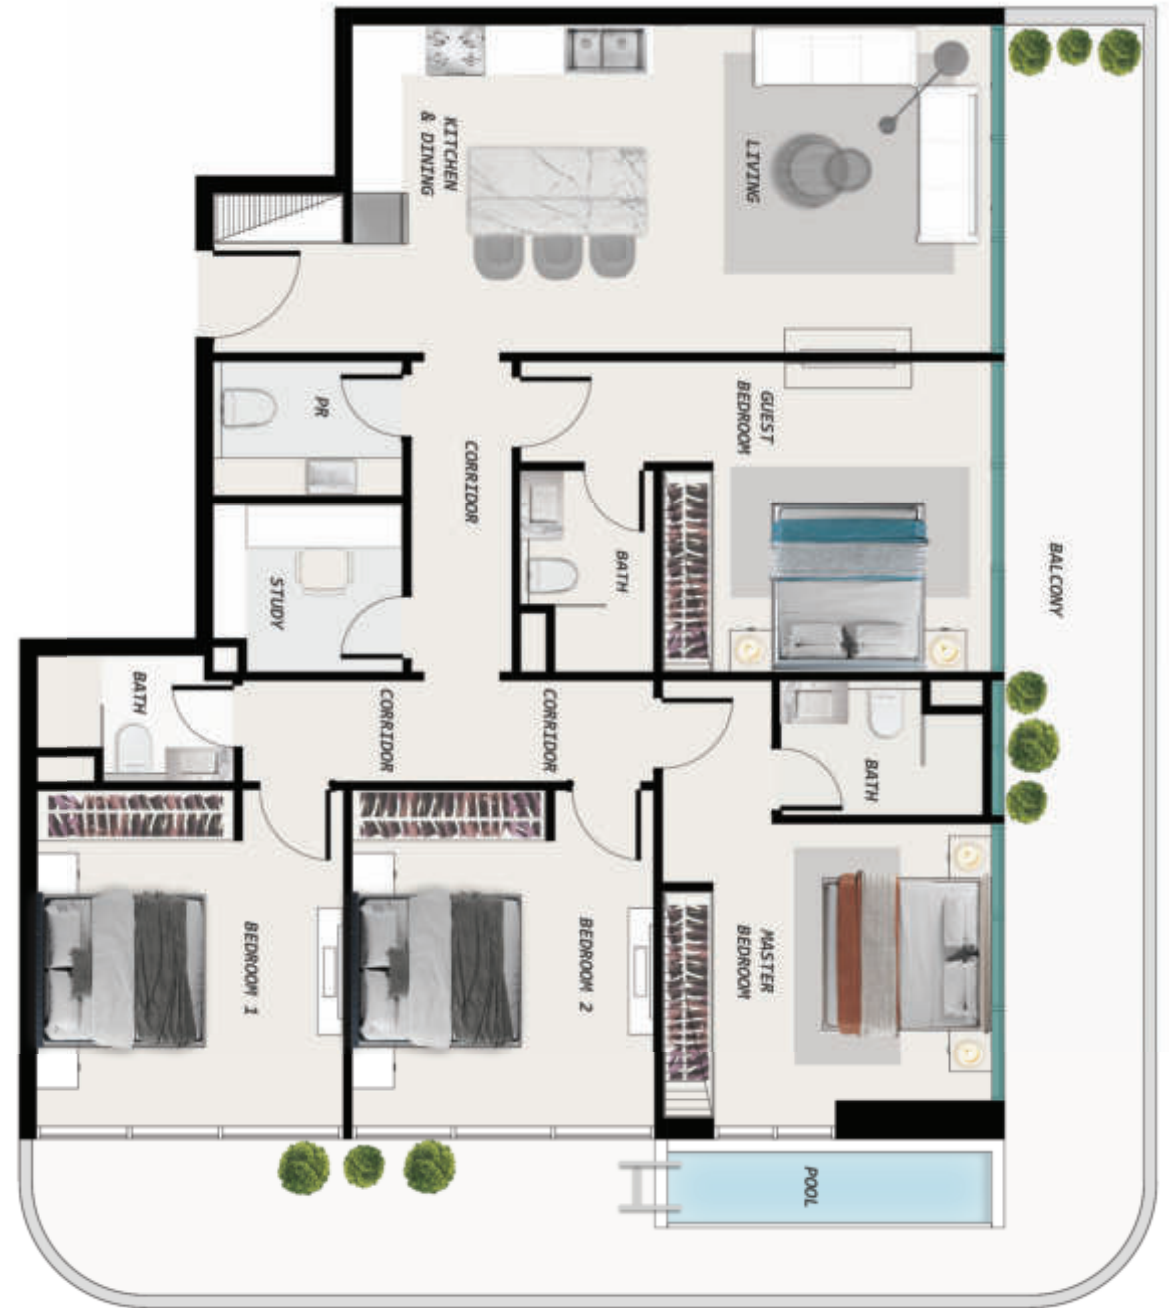 KITCHEN
& DINING
LIVING
PR
CORRIDOR
GUEST
BEDROOM
STUDY
BATH
BALCONY
BATH
CORRIDOR
CORRIDOR
BATH
BEDROOM 1
BEDROOM 2
MASTER
BEDROOM
POOL